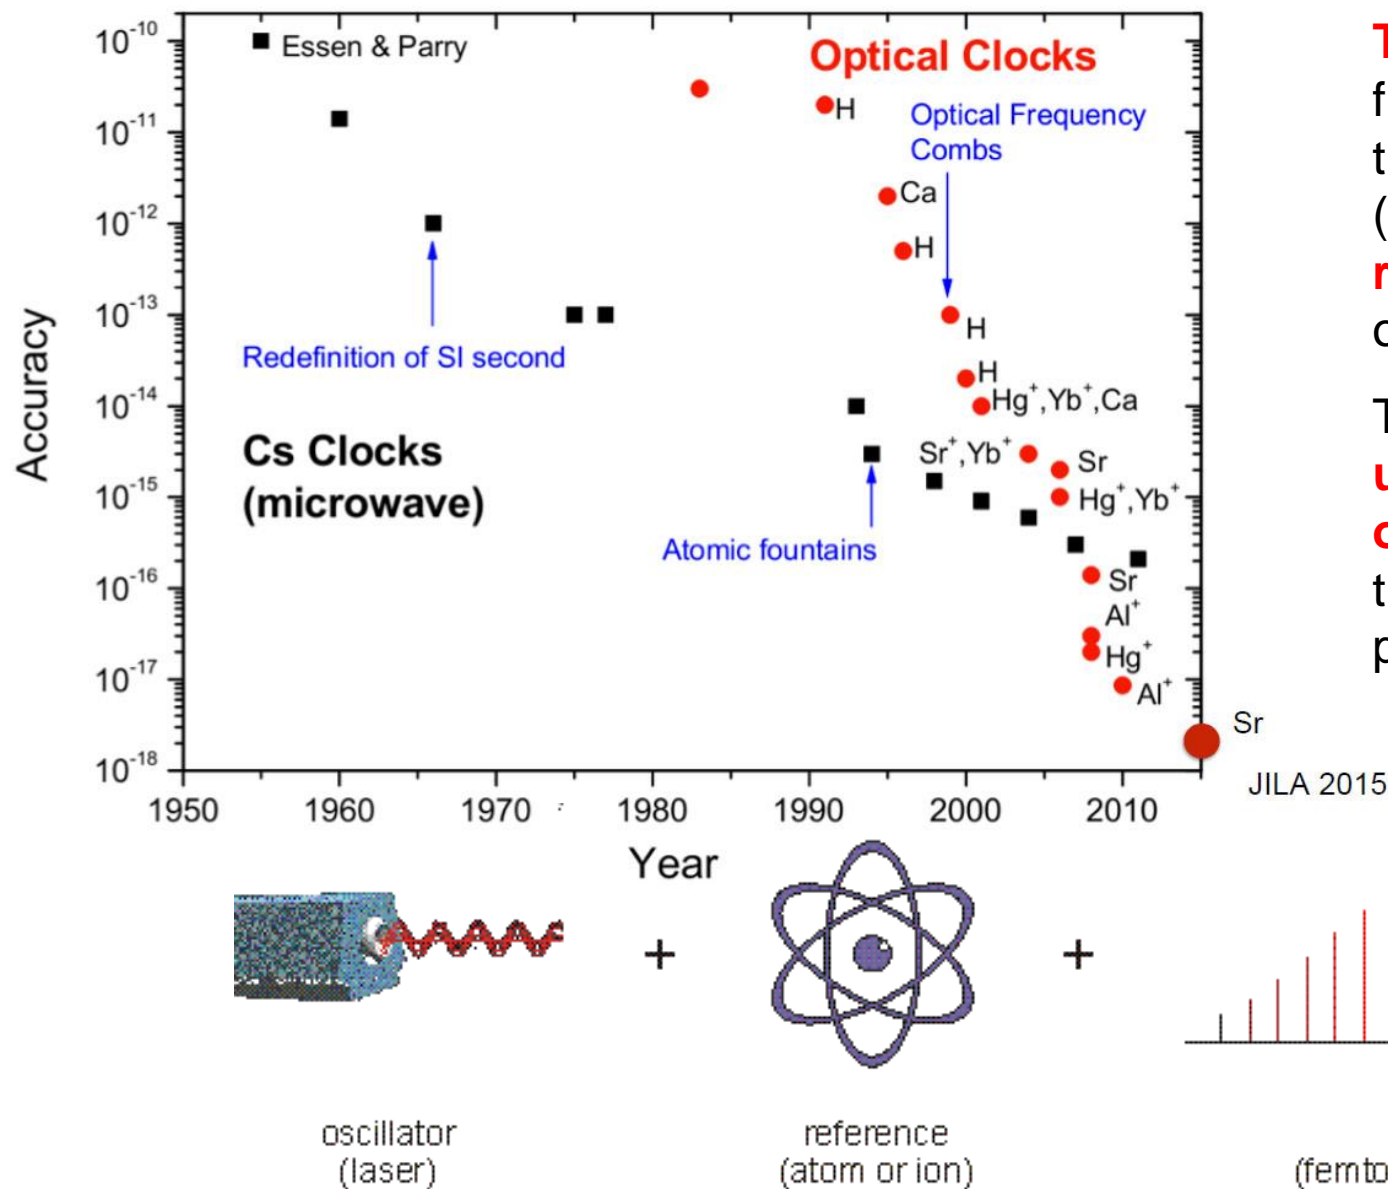 10⁻¹⁰
10⁻¹¹
10⁻¹²
10⁻¹³
10⁻¹⁴
10⁻¹⁵
10⁻¹⁶
10⁻¹⁷
10⁻¹⁸
Accuracy
Essen & Parry
Optical Clocks
H
Optical Frequency
Combs
Ca
H
Redefinition of SI second
H
H
Hg⁺,Yb⁺,Ca
Cs Clocks
(microwave)
Sr⁺,Yb⁺
Sr
Hg⁺,Yb⁺
Atomic fountains
Sr
Al⁺
Hg⁺
Al⁺
Sr
JILA 2015
1950 1960 1970 1980 1990 2000 2010
Year
+ +
oscillator
(laser)
reference
(atom or ion)
(femto